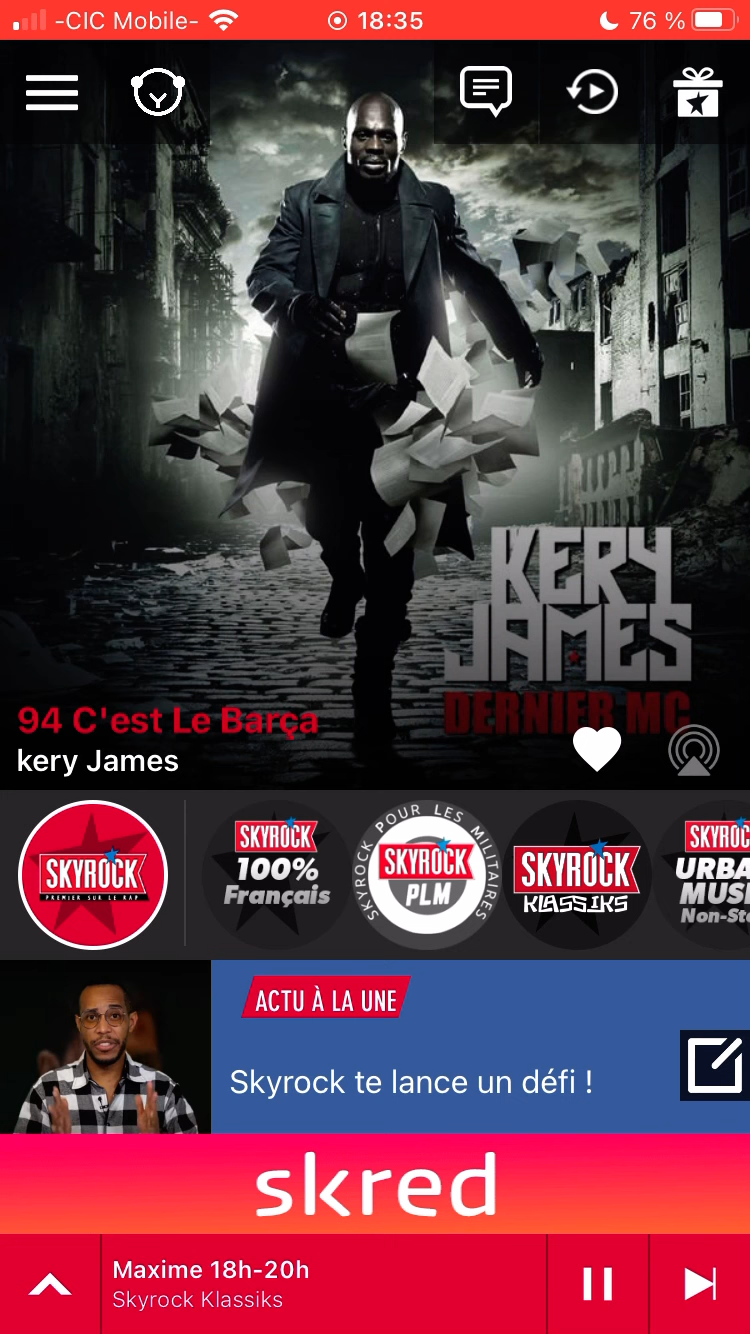 -CIC Mobile-
18:35
76 %
KERY
JAMES
DERNIER MC
94 C'est Le Barça
kery James
SKYROCK
PREMIER SUR LE RAP
SKYROCK
100%
Français
SKYROCK POUR LES MILITAIRES
SKYROCK
PLM
SKYROCK
KLASSIKS
SKYROC
URBA
MUSI
Non-Sto
ACTU À LA UNE
Skyrock te lance un défi !
skred
Maxime 18h-20h
Skyrock Klassiks